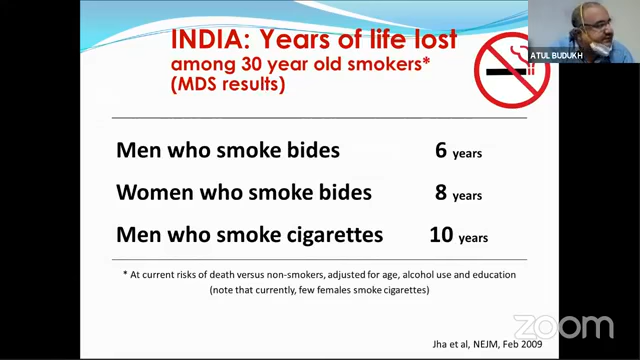 INDIA: Years of life lost
among 30 year old smokers*
(MDS results)
ATUL BUDUKH
Men who smoke bides 6 years
Women who smoke bides 8 years
Men who smoke cigarettes 10 years
* At current risks of death versus non-smokers, adjusted for age, alcohol use and education
(note that currently, few females smoke cigarettes)
zoom
Jha et al, NEJM, Feb 2009